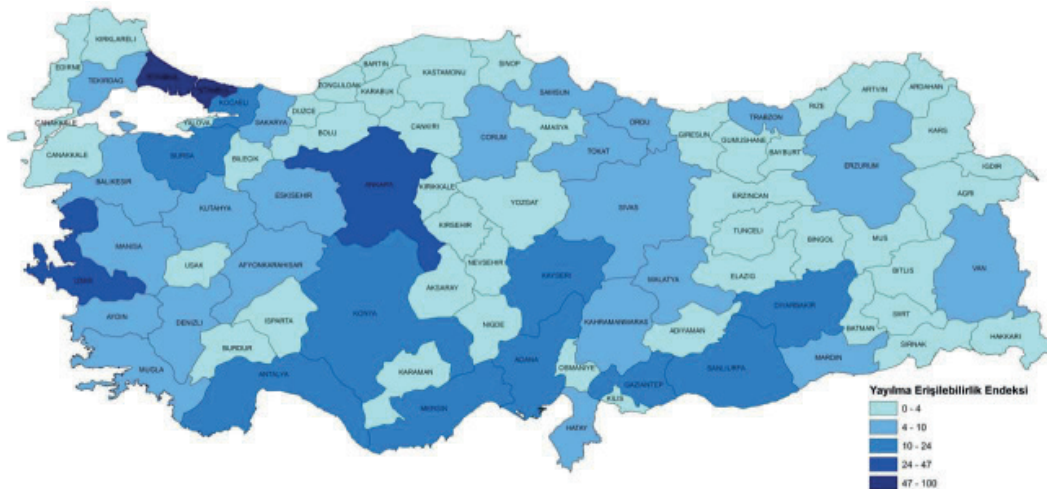 KIRKLARELI
EDIRNE
TEKIRDAG
ISTANBUL
ISTANBUL
KOCAELI
YALOVA
SAKARYA
DUZCE
ZONGULDAK
BARTIN
KARABUK
KASTAMONU
SINOP
SAMSUN
ORDU
GIRESUN
TRABZON
RIZE
ARTVIN
ARDAHAN
KARS
IGDIR
AGRI
CANAKKALE
CANAKKALE
BALIKESIR
BURSA
BILECIK
BOLU
CANKIRI
CORUM
AMASYA
TOKAT
GUMUSHANE
BAYBURT
ERZURUM
ERZINCAN
ESKISEHIR
ANKARA
KIRIKKALE
YOZGAT
SIVAS
KUTAHYA
MANISA
IZMIR
USAK
AFYONKARAHISAR
KIRSEHIR
NEVSEHIR
KAYSERI
MALATYA
TUNCELI
BINGOL
MUS
ELAZIG
BITLIS
VAN
AYDIN
DENIZLI
ISPARTA
BURDUR
KONYA
AKSARAY
NIGDE
KAHRAMANMARAS
ADIYAMAN
DIYARBAKIR
BATMAN
SIIRT
SIRNAK
HAKKARI
MUGLA
ANTALYA
KARAMAN
MERSIN
ADANA
OSMANIYE
GAZIANTEP
KILIS
HATAY
SANLIURFA
MARDIN
Yayılma Erişilebilirlik Endeksi
0 - 4
4 - 10
10 - 24
24 - 47
47 - 100